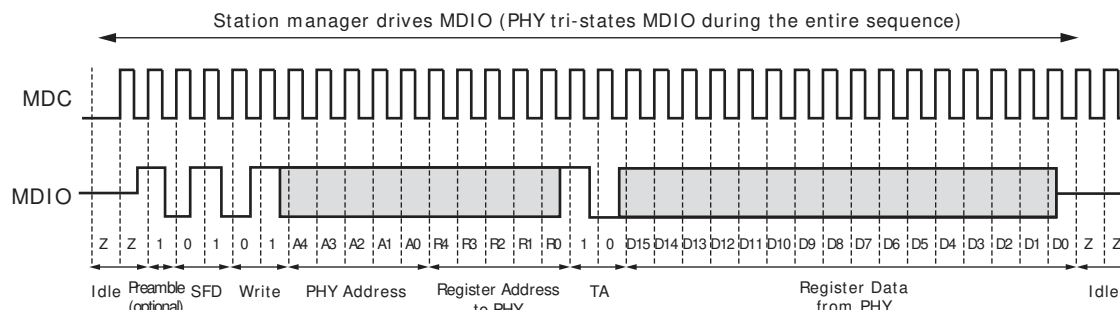 Station manager drives MDIO (PHY tri-states MDIO during the entire sequence)
MDC
MDIO
Z Z 1 0 1 0 1 A4 A3 A2 A1 A0 R4 R3 R2 R1 R0 1 0 D15 D14 D13 D12 D11 D10 D9 D8 D7 D6 D5 D4 D3 D2 D1 D0 Z Z
Idle Preamble (optional) SFD Write PHY Address Register Address to PHY TA Register Data from PHY Idle